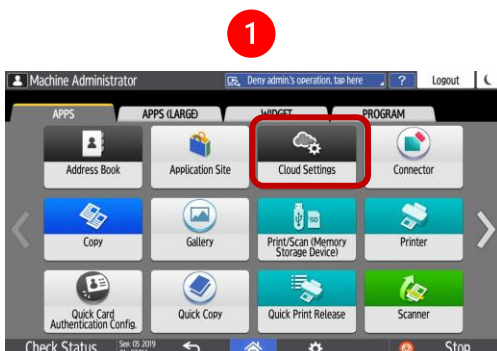 1
Machine Administrator
Deny admin.'s operation, tap here
?
Logout
APPS
APPS (LARGE)
WIDGET
PROGRAM
Address Book
Application Site
Cloud Settings
Connector
Copy
Gallery
SD
Print/Scan (Memory
Storage Device)
Printer
Quick Card
Authentication Config.
Quick Copy
Quick Print Release
Scanner
Check Status
Sep. 05 2019
Stop